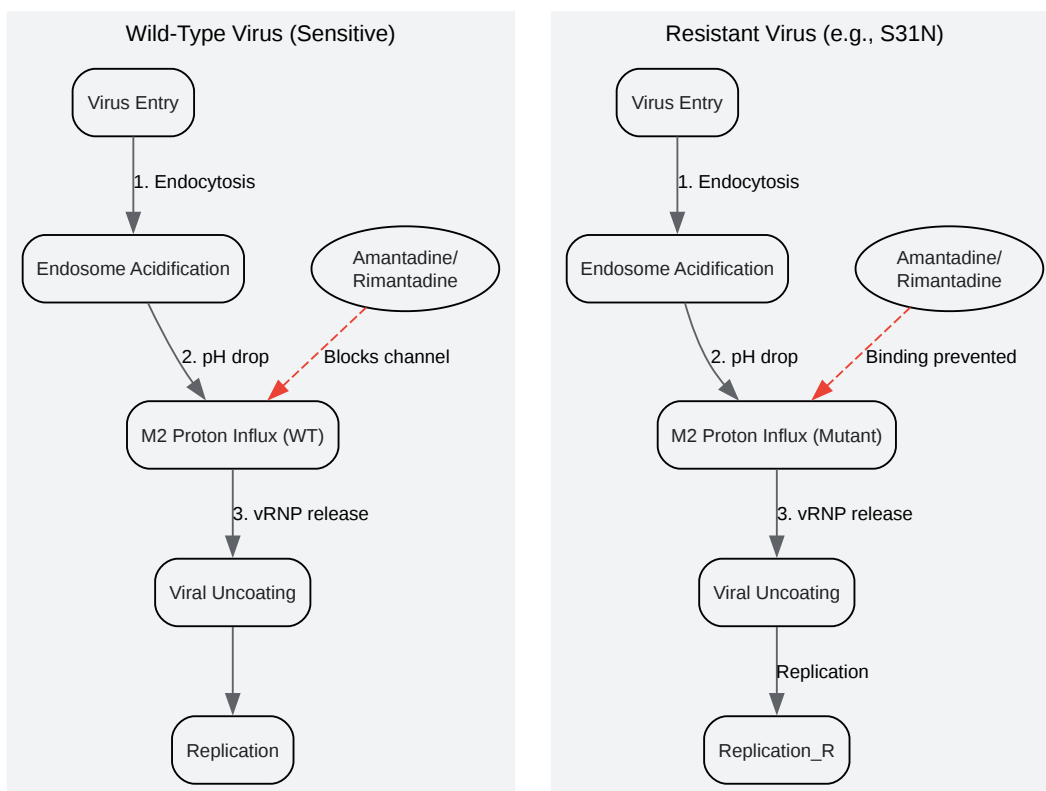 Wild-Type Virus (Sensitive)
Virus Entry
1. Endocytosis
Endosome Acidification
Amantadine/
Rimantadine
2. pH drop
Blocks channel
M2 Proton Influx (WT)
3. vRNP release
Viral Uncoating
Replication
Resistant Virus (e.g., S31N)
Virus Entry
1. Endocytosis
Endosome Acidification
Amantadine/
Rimantadine
2. pH drop
Binding prevented
M2 Proton Influx (Mutant)
3. vRNP release
Viral Uncoating
Replication
Replication_R